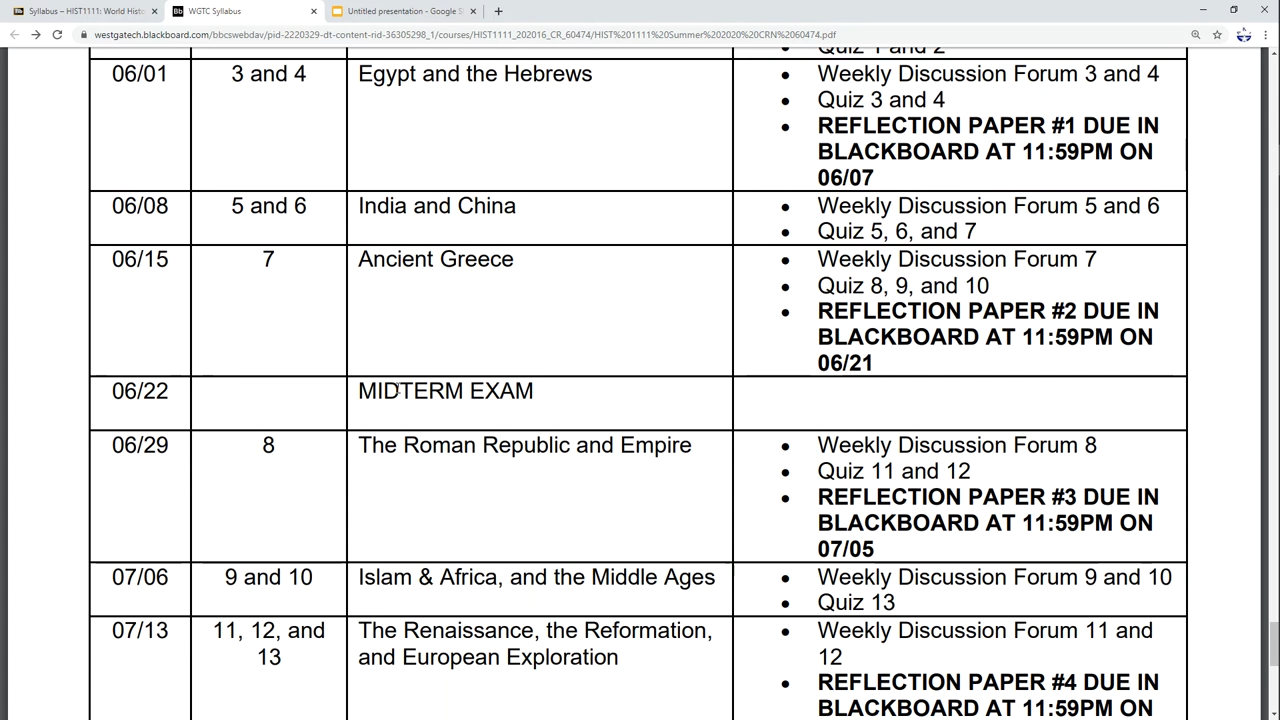 Syllabus – HIST1111: World Hist
WGTC Syllabus
Untitled presentation - Google S
westgatech.blackboard.com/bbcswebdav/pid-2220329-dt-content-rid-36305298_1/courses/HIST1111_202016_CR_60474/HIST%201111%20Summer%202020%20CRN%2060474.pdf
Quiz 1 and 2
06/01 3 and 4 Egypt and the Hebrews • Weekly Discussion Forum 3 and 4
• Quiz 3 and 4
• REFLECTION PAPER #1 DUE IN
BLACKBOARD AT 11:59PM ON
06/07
06/08 5 and 6 India and China • Weekly Discussion Forum 5 and 6
• Quiz 5, 6, and 7
06/15 7 Ancient Greece • Weekly Discussion Forum 7
• Quiz 8, 9, and 10
• REFLECTION PAPER #2 DUE IN
BLACKBOARD AT 11:59PM ON
06/21
06/22 MIDTERM EXAM
06/29 8 The Roman Republic and Empire • Weekly Discussion Forum 8
• Quiz 11 and 12
• REFLECTION PAPER #3 DUE IN
BLACKBOARD AT 11:59PM ON
07/05
07/06 9 and 10 Islam & Africa, and the Middle Ages • Weekly Discussion Forum 9 and 10
• Quiz 13
07/13 11, 12, and The Renaissance, the Reformation, • Weekly Discussion Forum 11 and
13 and European Exploration 12
• REFLECTION PAPER #4 DUE IN
BLACKBOARD AT 11:59PM ON